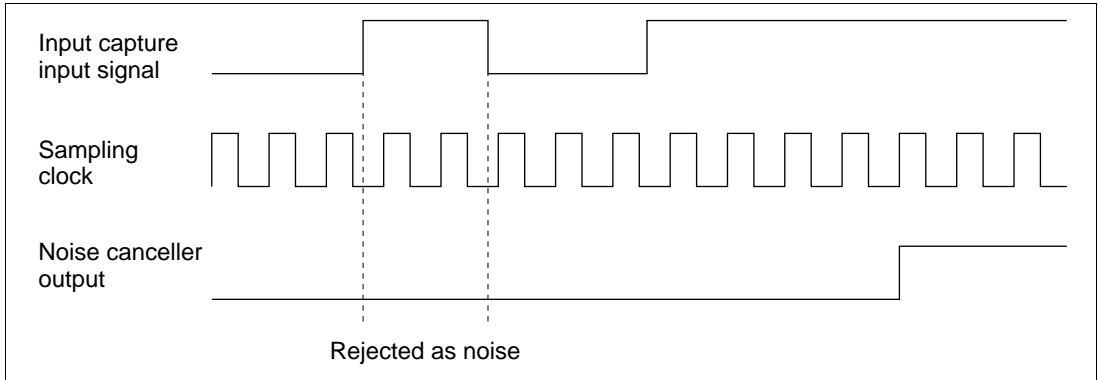 Input capture
input signal
Sampling
clock
Noise canceller
output
Rejected as noise